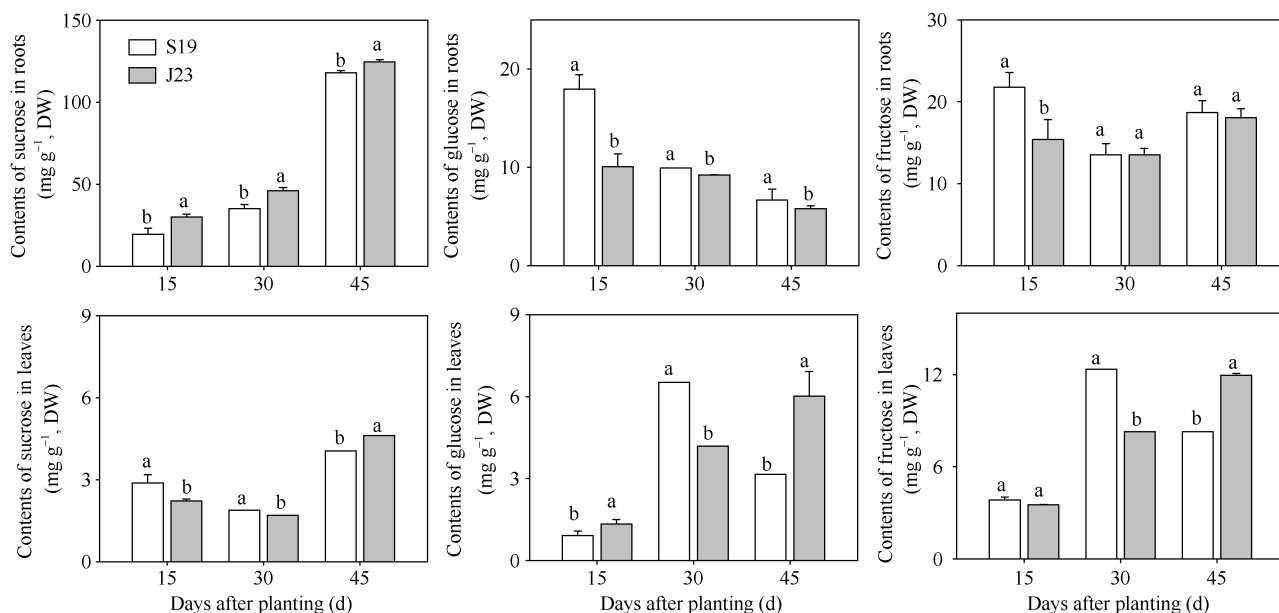 Contents of sucrose in roots
(mg g⁻¹, DW)
150
100
50
0
S19
J23
b
a
b
a
b
a
15
30
45
Contents of glucose in roots
(mg g⁻¹, DW)
20
10
0
a
b
a
b
a
b
15
30
45
Contents of fructose in roots
(mg g⁻¹, DW)
30
20
10
0
a
b
a
a
a
a
15
30
45
Contents of sucrose in leaves
(mg g⁻¹, DW)
9
6
3
0
a
b
a
b
b
a
15
30
45
Days after planting (d)
Contents of glucose in leaves
(mg g⁻¹, DW)
9
6
3
0
b
a
a
b
b
a
15
30
45
Days after planting (d)
Contents of fructose in leaves
(mg g⁻¹, DW)
12
6
0
a
a
a
b
b
a
15
30
45
Days after planting (d)